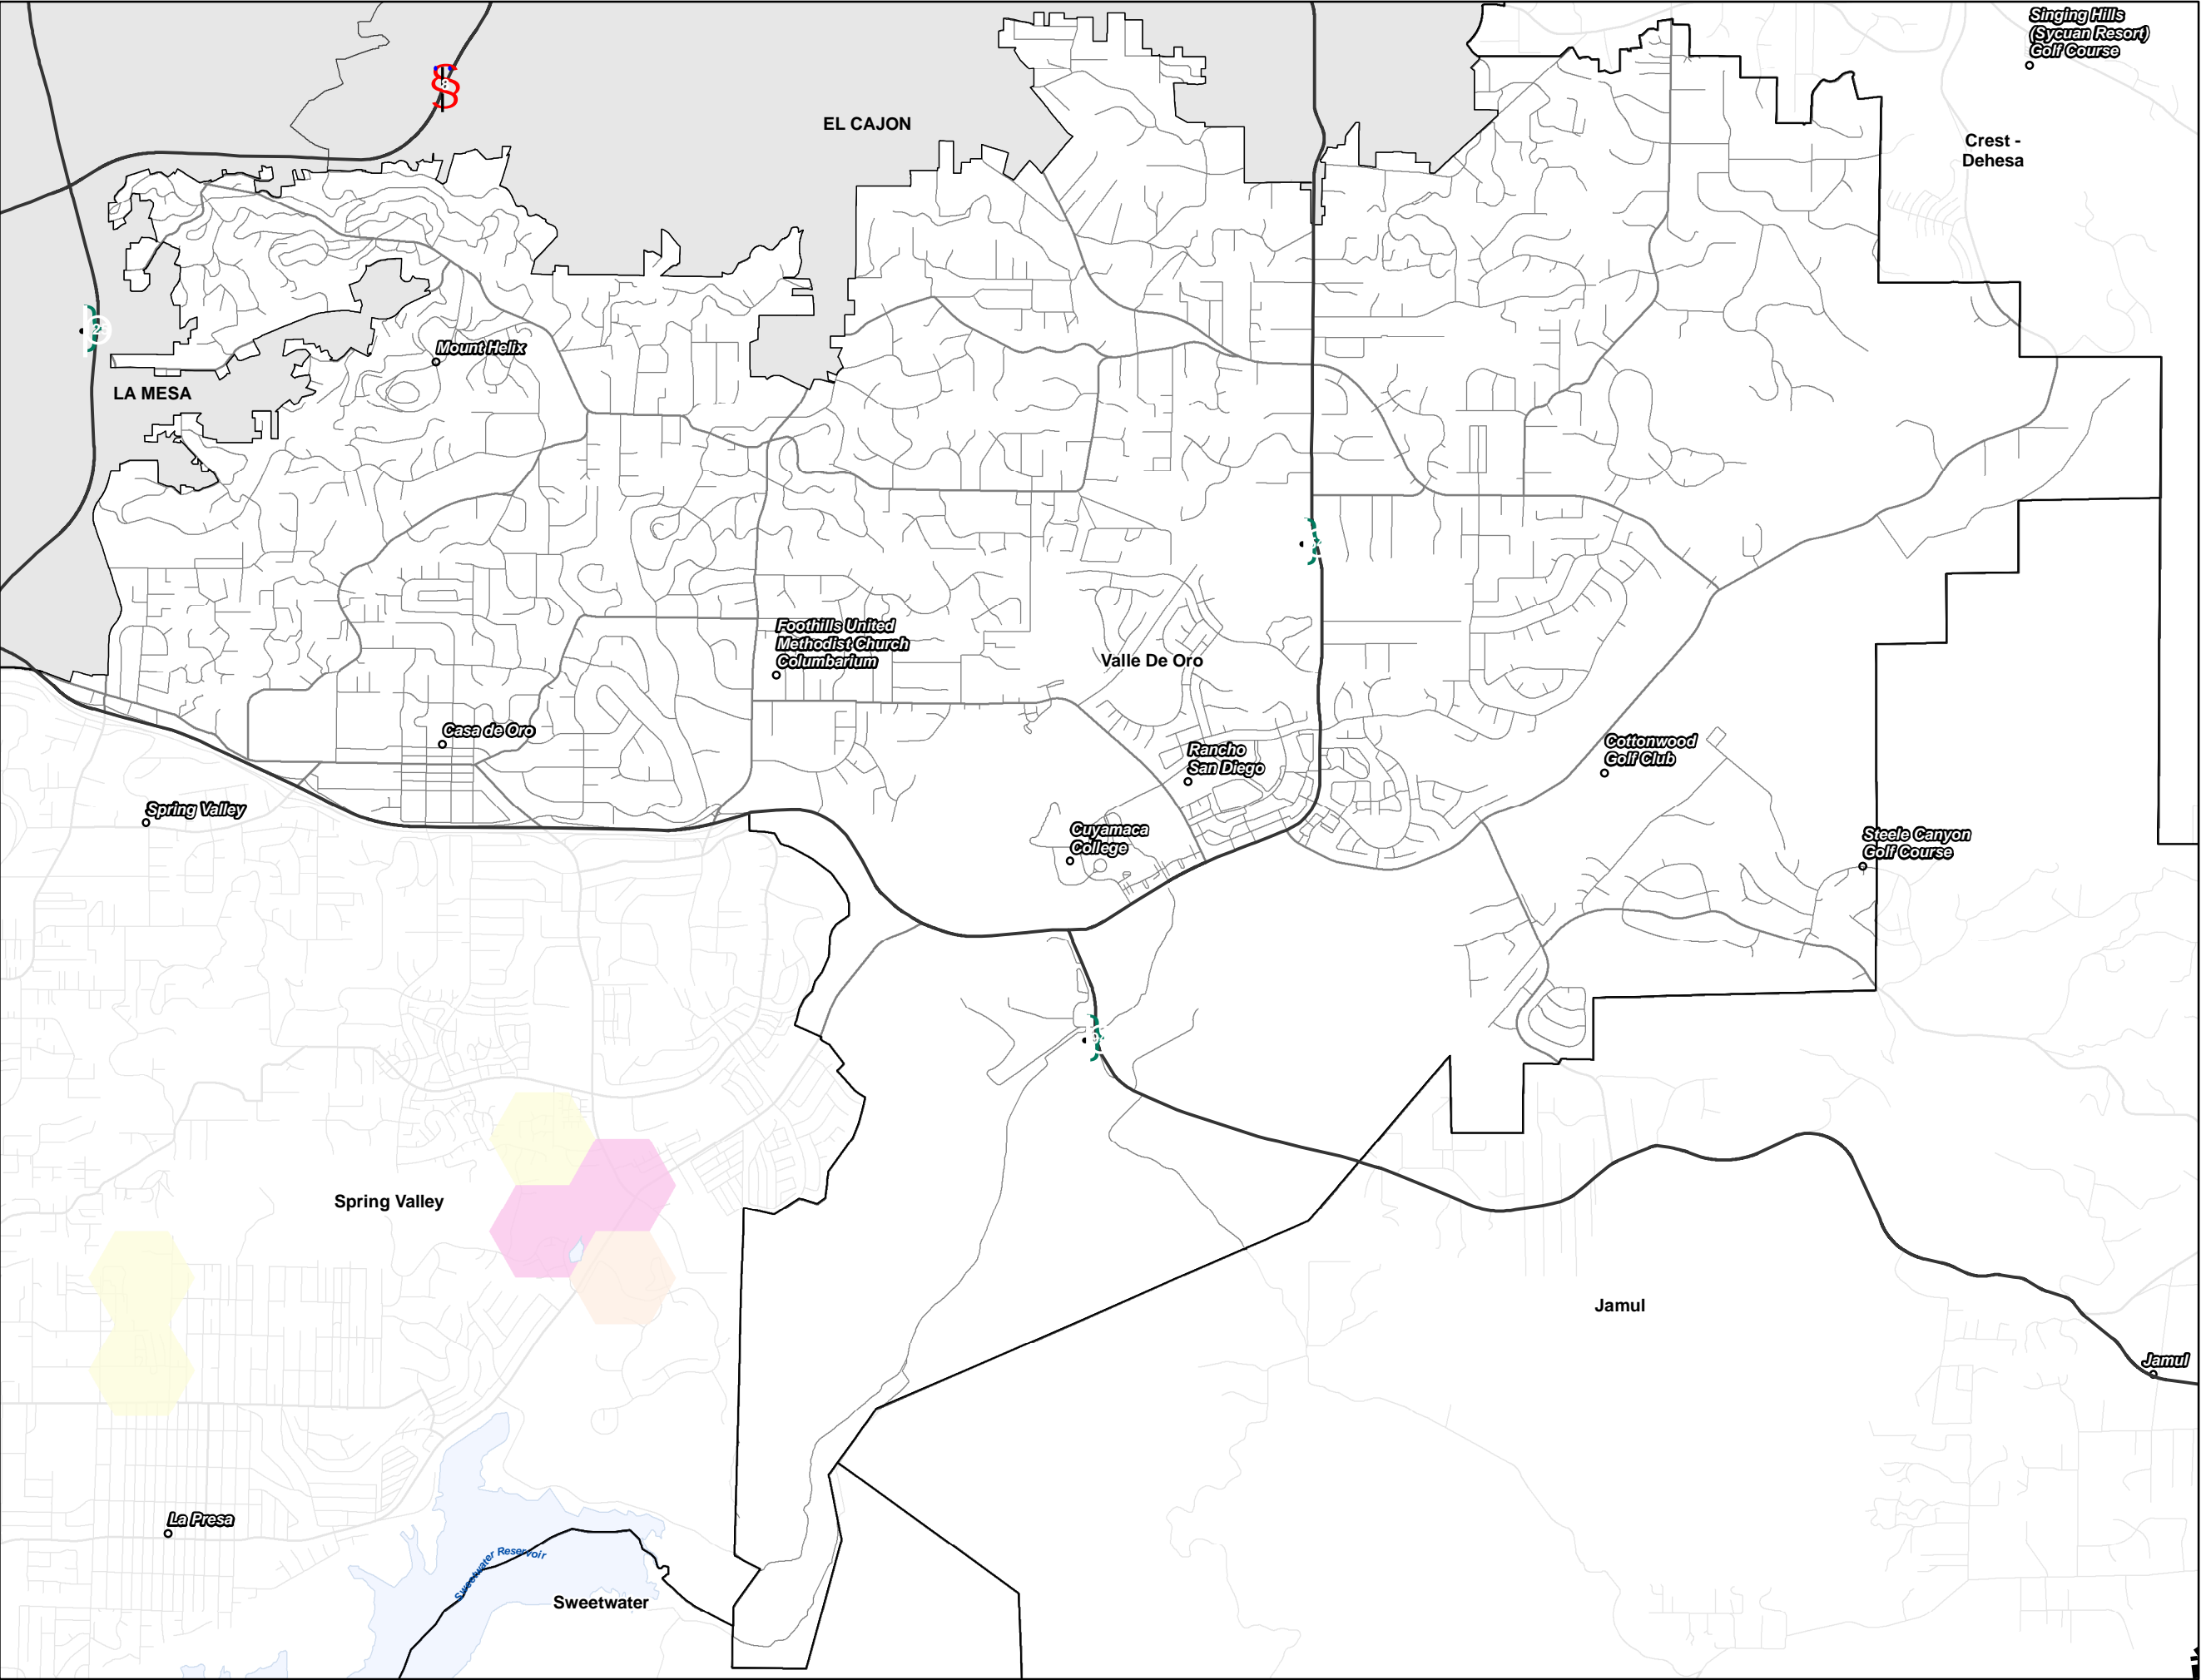 Singing Hills
(Sycuan Resort)
Golf Course
EL CAJON
Crest -
Dehesa
Mount Helix
LA MESA
Foothills United
Methodist Church
Columbarium
Valle De Oro
Casa de Oro
Rancho
San Diego
Cottonwood
Golf Club
Spring Valley
Cuyamaca
College
Steele Canyon
Golf Course
Spring Valley
Jamul
Jamul
La Presa
Sweetwater Reservoir
Sweetwater